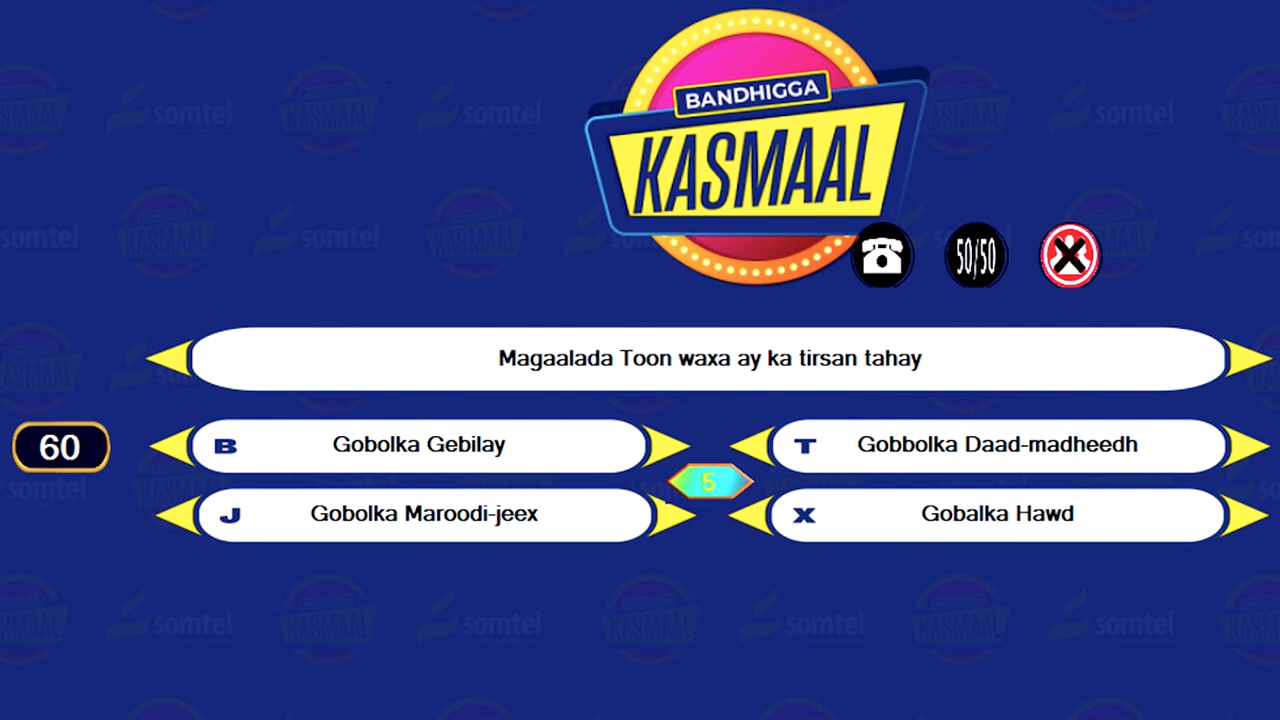 BANDHIGGA
KASMAAL
50/50
Magaalada Toon waxa ay ka tirsan tahay
60
B Gobolka Gebilay
T Gobbolka Daad-madheedh
5
J Gobolka Maroodi-jeex
X Gobalka Hawd
somtel